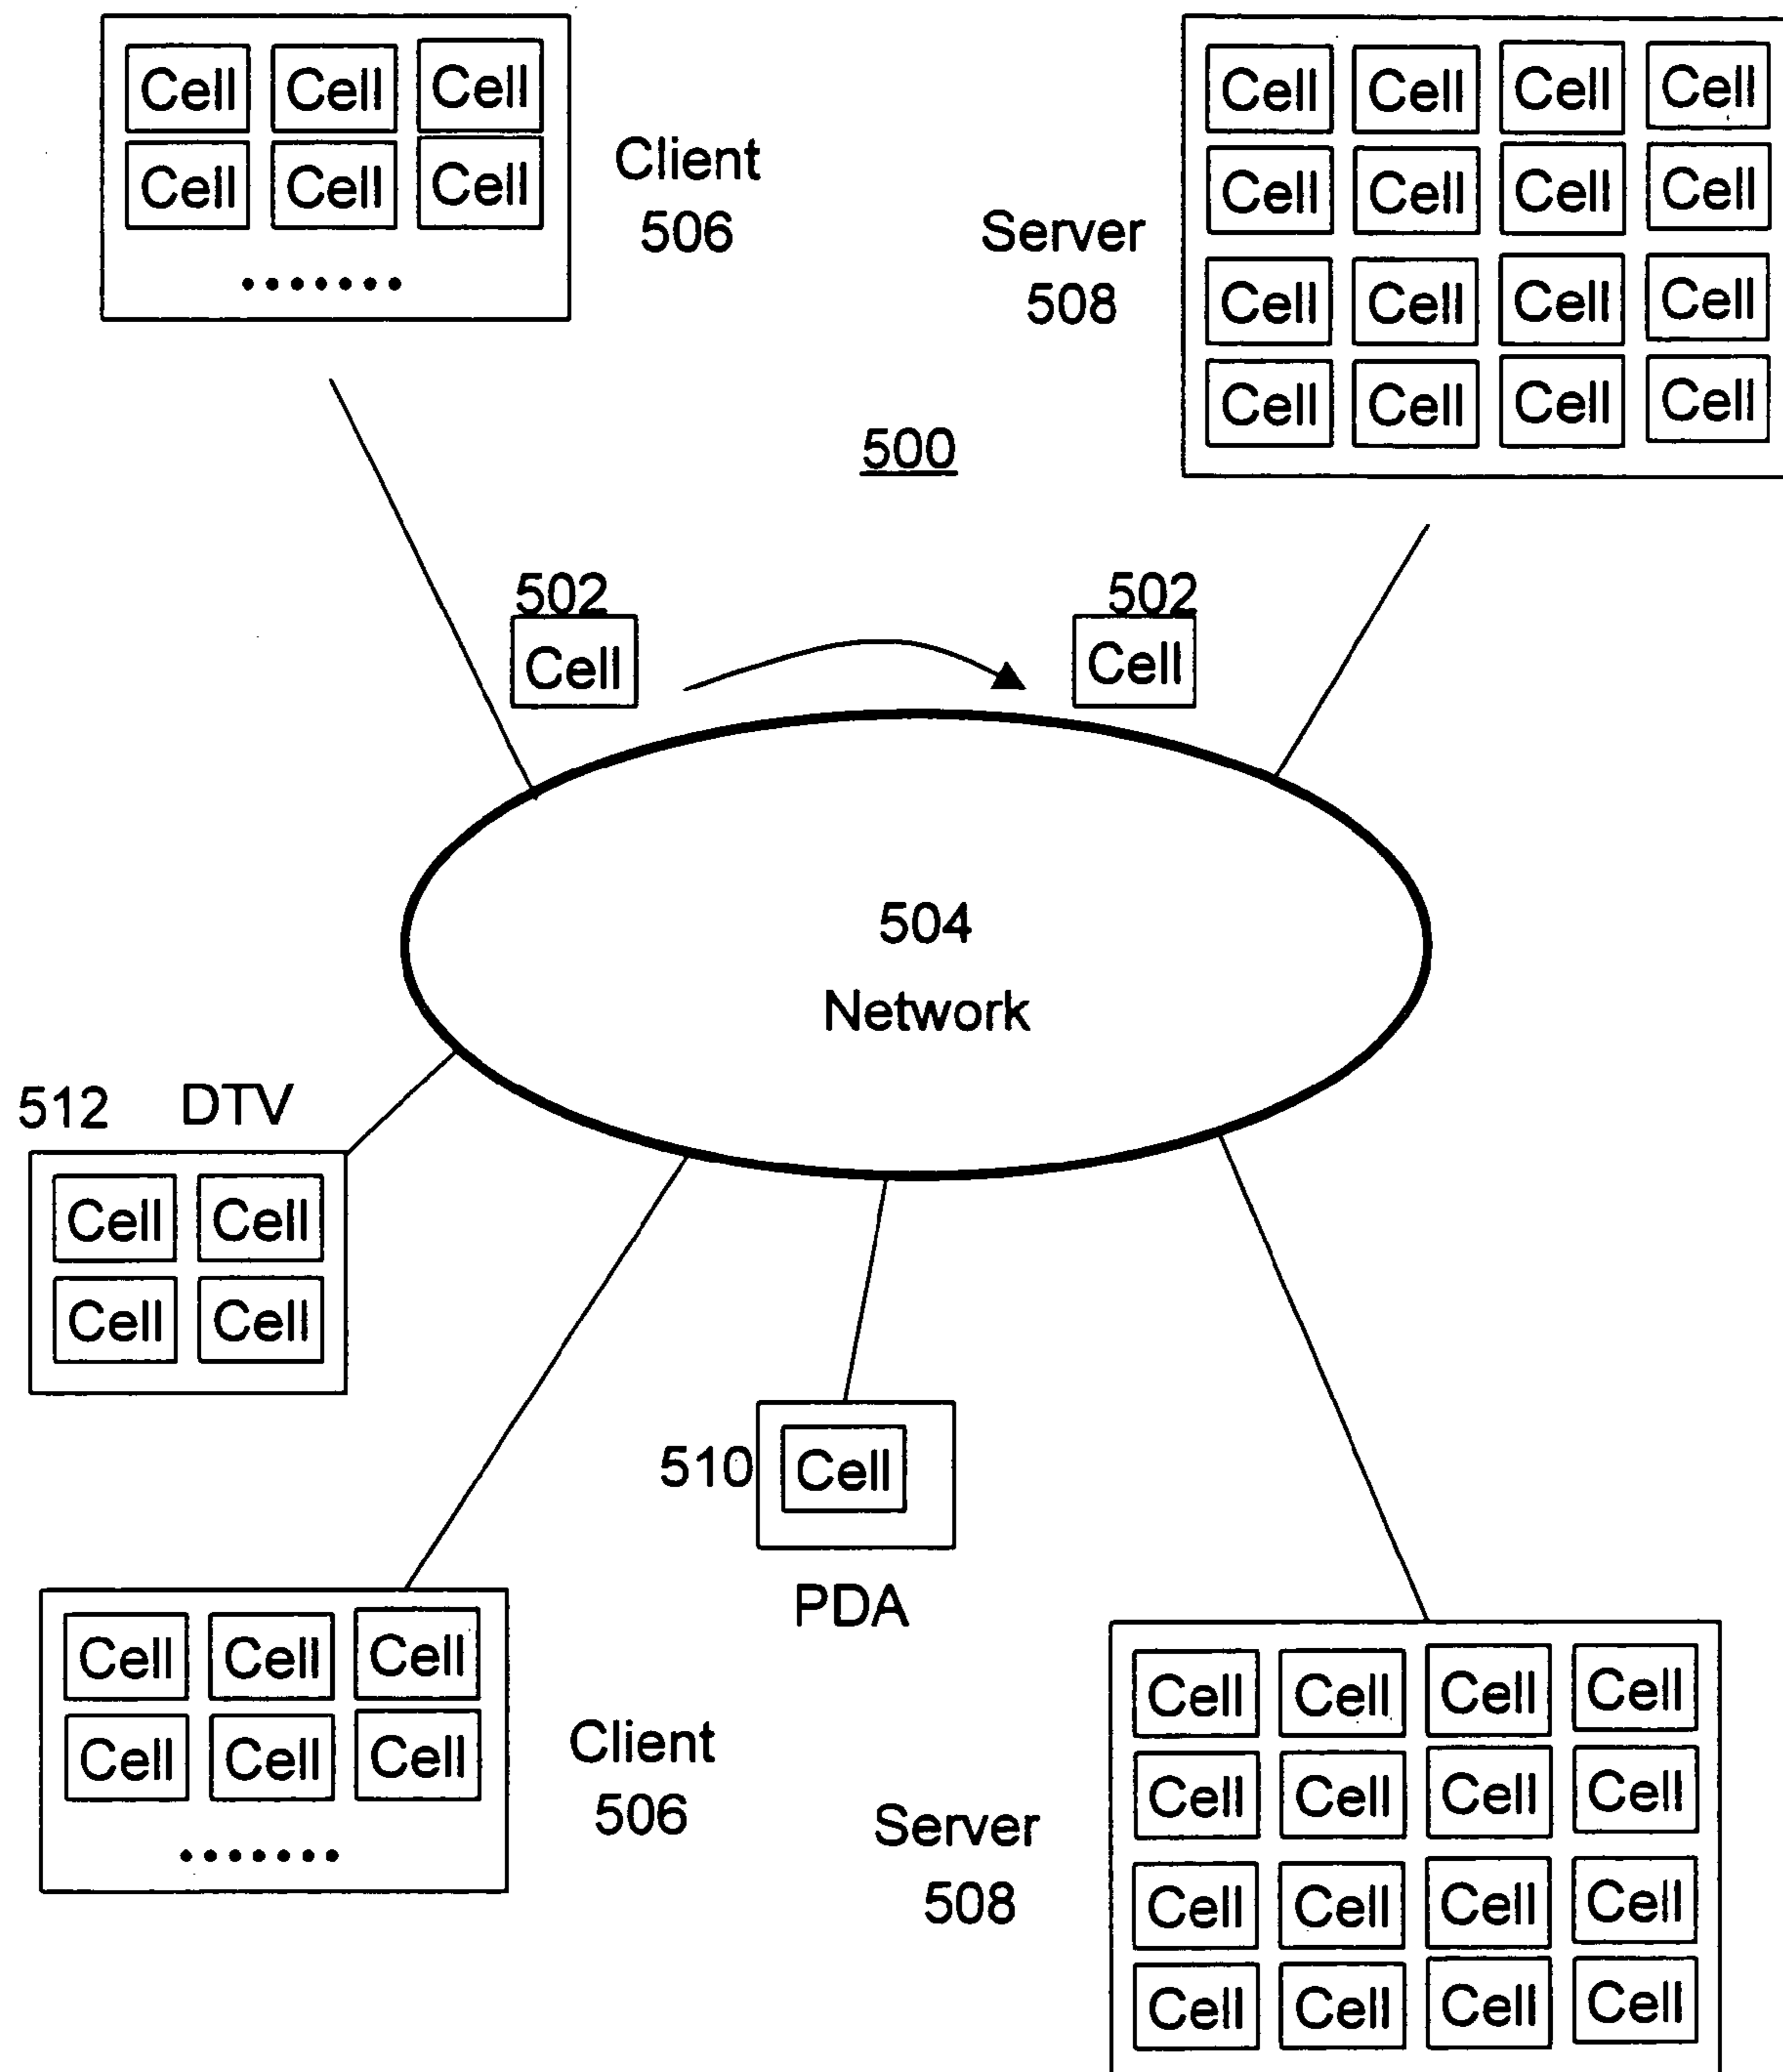 Cell Cell Cell
Cell Cell Cell
.......
Client
506
Cell Cell Cell Cell
Cell Cell Cell Cell
Cell Cell Cell Cell
Cell Cell Cell Cell
Server
508
500
502
Cell
502
Cell
504
Network
512 DTV
Cell Cell
Cell Cell
510
Cell
PDA
Cell Cell Cell
Cell Cell Cell
.......
Client
506
Server
508
Cell Cell Cell Cell
Cell Cell Cell Cell
Cell Cell Cell Cell
Cell Cell Cell Cell